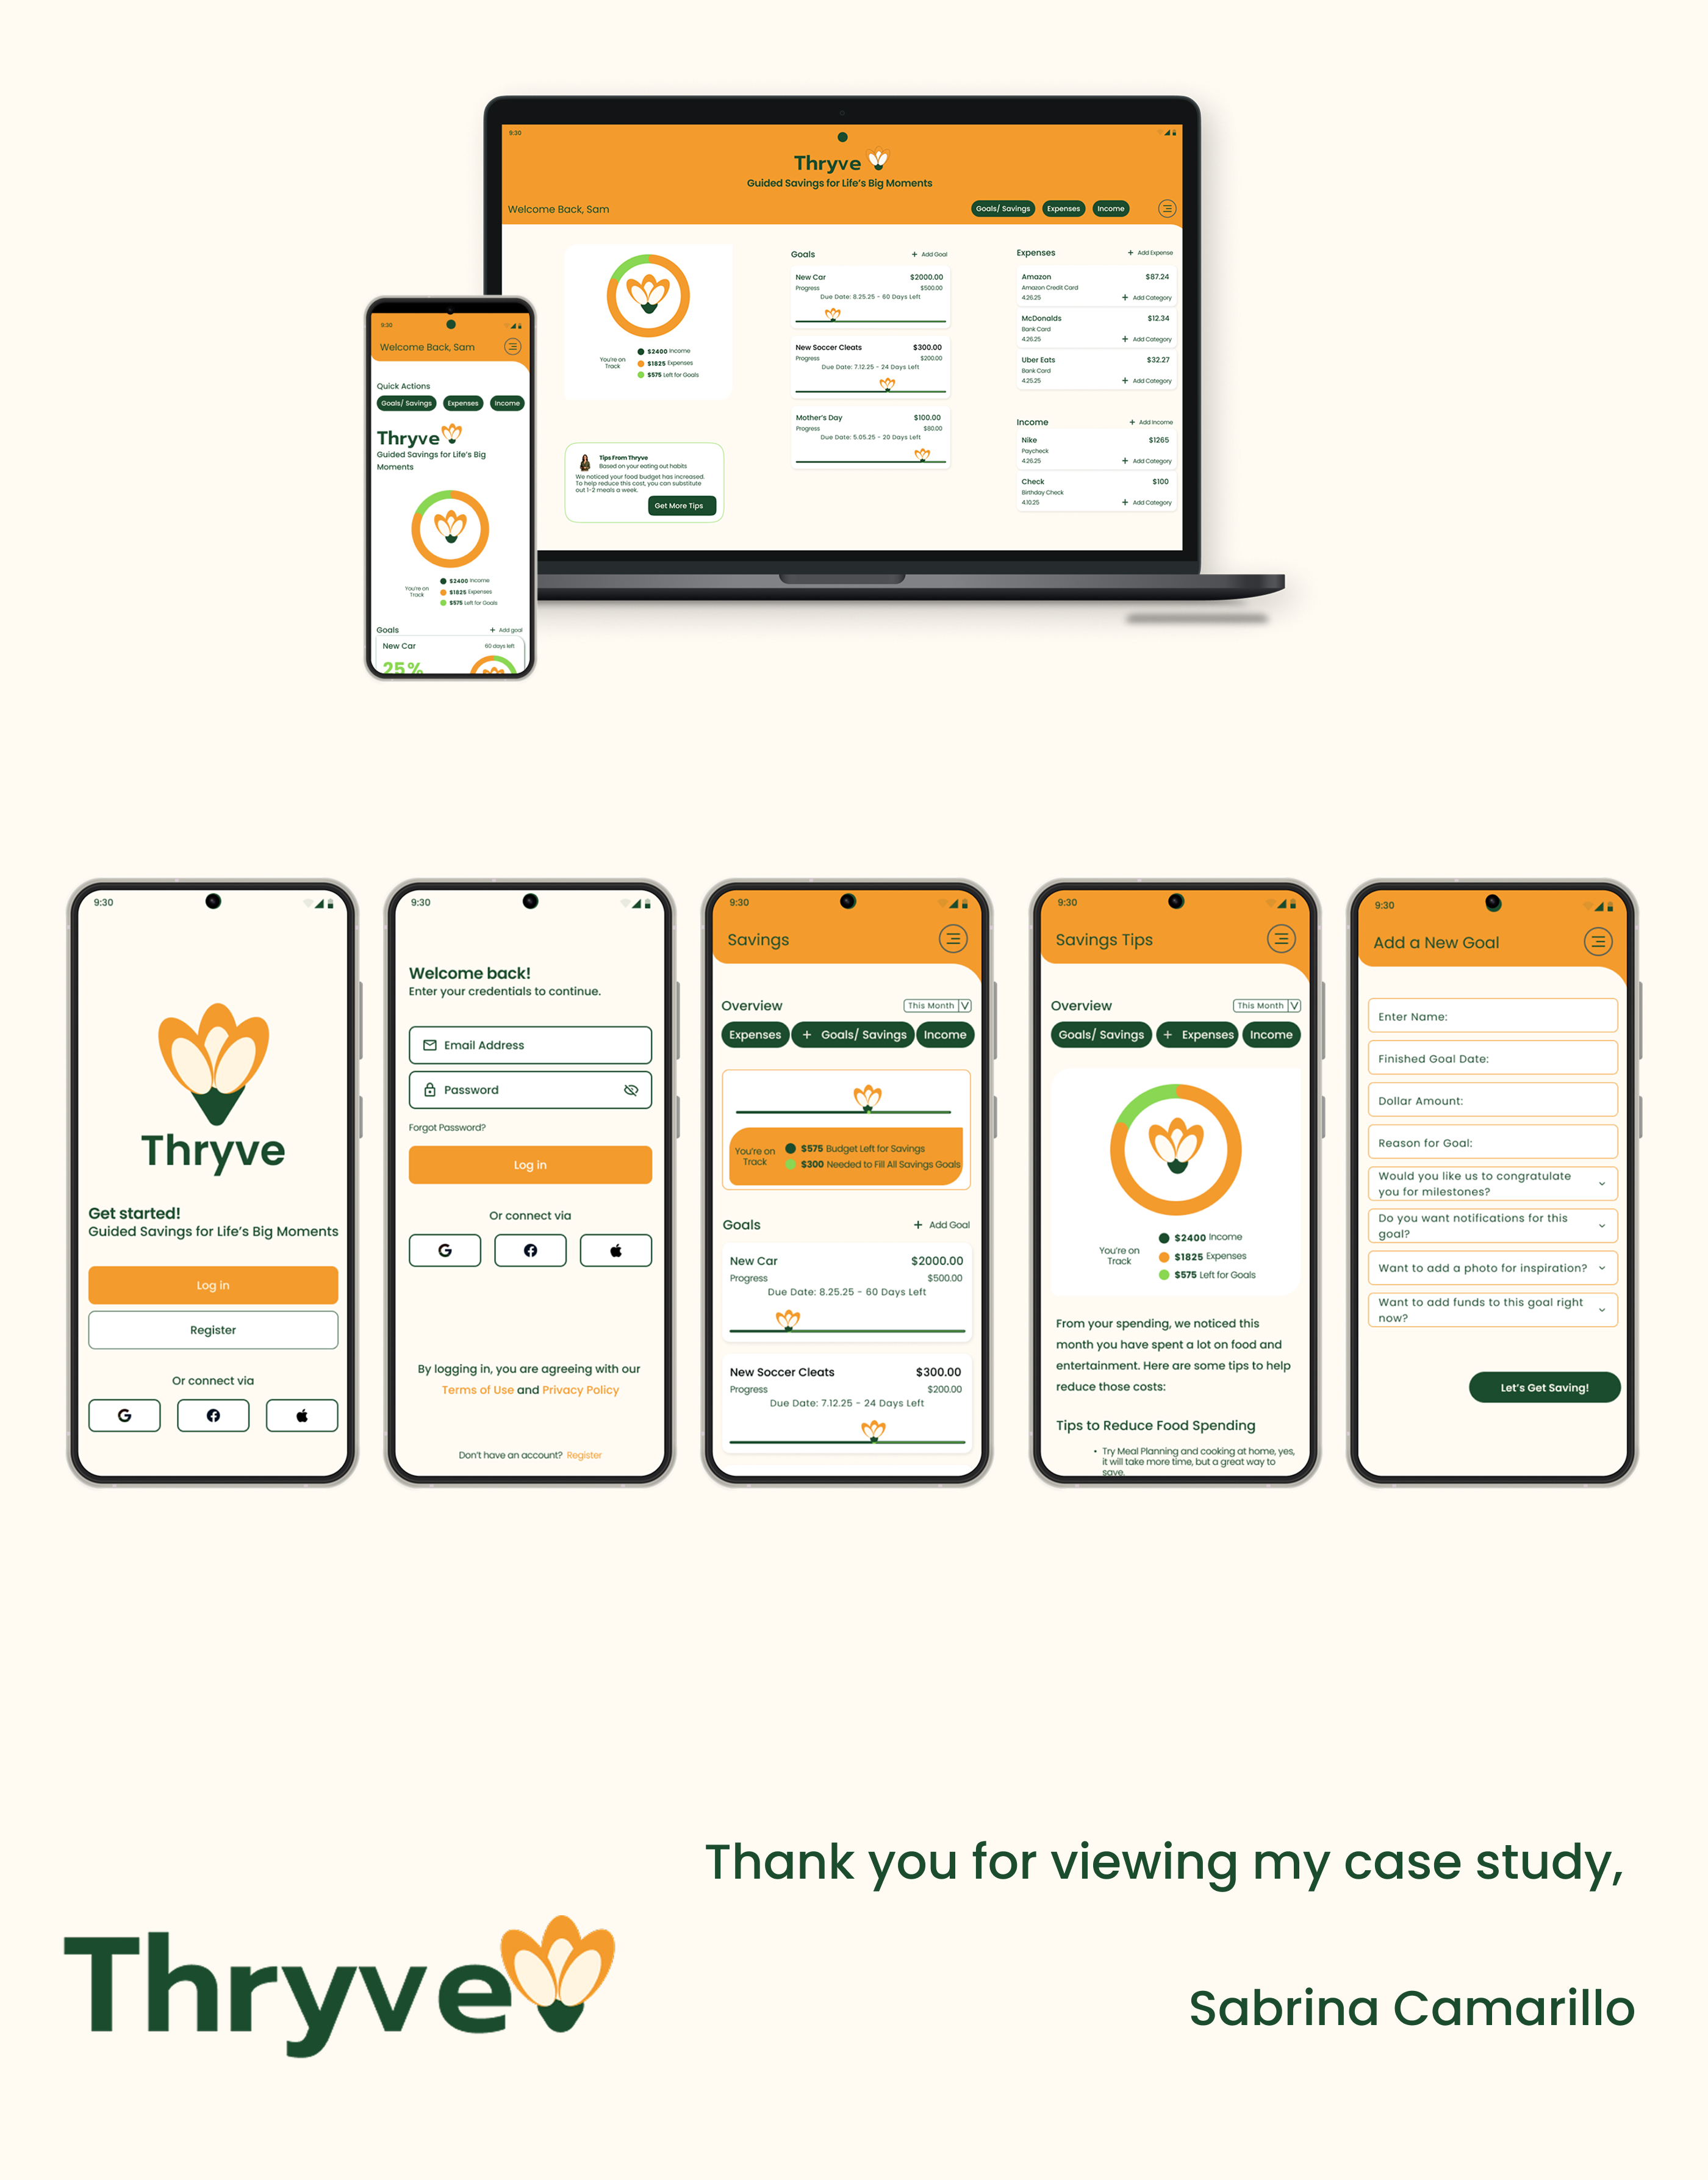 9:30
Thryve
Guided Savings for Life's Big Moments
Welcome Back, Sam
Goals/ Savings
Expenses
Income
You're on
Track
$2400 Income
$1825 Expenses
$575 Left for Goals
Tips From Thryve
Based on your eating out habits
We noticed your food budget has increased.
To help reduce this cost, you can substitute
out 1-2 meals a week.
Get More Tips
Goals
+ Add Goal
New Car $2000.00
Progress $500.00
Due Date: 8.25.25 - 60 Days Left
New Soccer Cleats $300.00
Progress $200.00
Due Date: 7.12.25 - 24 Days Left
Mother's Day $100.00
Progress $80.00
Due Date: 5.05.25 - 20 Days Left
Expenses
+ Add Expense
Amazon $87.24
Amazon Credit Card
4.26.25 + Add Category
McDonalds $12.34
Bank Card
4.26.25 + Add Category
Uber Eats $32.27
Bank Card
4.25.25 + Add Category
Income
+ Add Income
Nike $1265
Paycheck
4.26.25 + Add Category
Check $100
Birthday Check
4.10.25 + Add Category
9:30
Welcome Back, Sam
Quick Actions
Goals/ Savings
Expenses
Income
Thryve
Guided Savings for Life's Big
Moments
You're on
Track
$2400 Income
$1825 Expenses
$575 Left for Goals
Goals
+ Add goal
New Car 60 days left
25%
9:30
Thryve
Get started!
Guided Savings for Life's Big Moments
Log in
Register
Or connect via
9:30
Welcome back!
Enter your credentials to continue.
Email Address
Password
Forgot Password?
Log in
Or connect via
By logging in, you are agreeing with our
Terms of Use and Privacy Policy
Don't have an account? Register
9:30
Savings
Overview
This Month
Expenses
+ Goals/ Savings
Income
You're on
Track
$575 Budget Left for Savings
$300 Needed to Fill All Savings Goals
Goals
+ Add Goal
New Car $2000.00
Progress $500.00
Due Date: 8.25.25 - 60 Days Left
New Soccer Cleats $300.00
Progress $200.00
Due Date: 7.12.25 - 24 Days Left
9:30
Savings Tips
Overview
This Month
Goals/ Savings
+ Expenses
Income
You're on
Track
$2400 Income
$1825 Expenses
$575 Left for Goals
From your spending, we noticed this
month you have spent a lot on food and
entertainment. Here are some tips to help
reduce those costs:
Tips to Reduce Food Spending
• Try Meal Planning and cooking at home, yes,
it will take more time, but a great way to
save.
9:30
Add a New Goal
Enter Name:
Finished Goal Date:
Dollar Amount:
Reason for Goal:
Would you like us to congratulate
you for milestones?
Do you want notifications for this
goal?
Want to add a photo for inspiration?
Want to add funds to this goal right
now?
Let's Get Saving!
Thank you for viewing my case study,
Thryve
Sabrina Camarillo